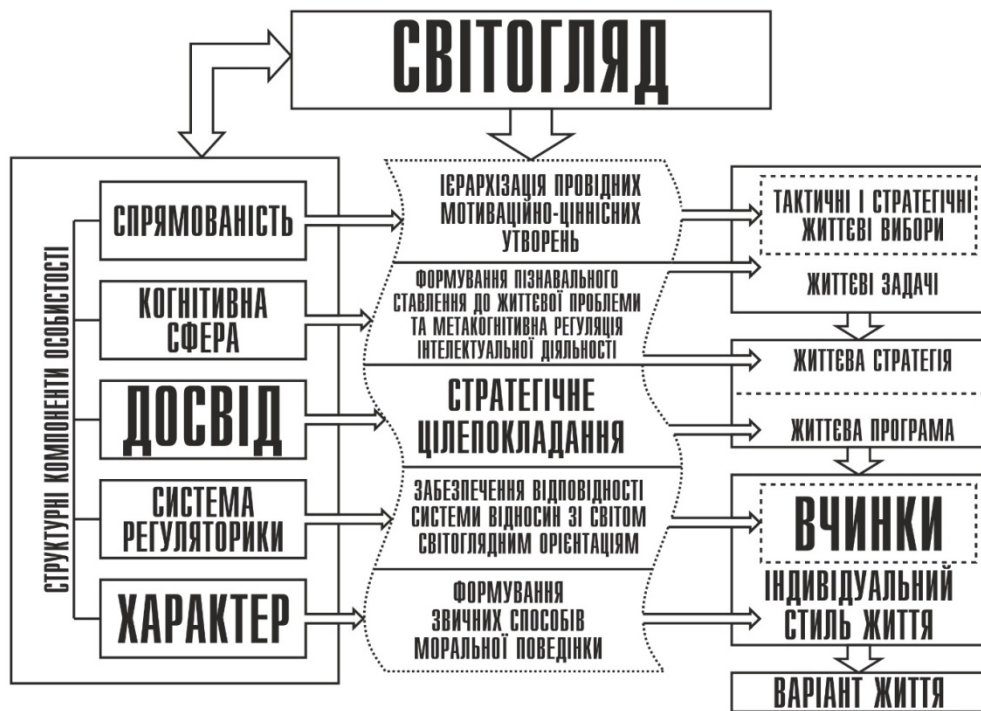 СВІТОГЛЯД
СТРУКТУРНІ КОМПОНЕНТИ ОСОБИСТОСТІ
СПРЯМОВАНІСТЬ
КОГНІТИВНА
СФЕРА
ДОСВІД
СИСТЕМА
РЕГУЛЯТОРИКИ
ХАРАКТЕР
ІЄРАРХІЗАЦІЯ ПРОВІДНИХ
МОТИВАЦІЙНО-ЦІННІСНИХ
УТВОРЕНЬ
ФОРМУВАННЯ ПІЗНАВАЛЬНОГО
СТАВЛЕННЯ ДО ЖИТТЄВОЇ ПРОБЛЕМИ
ТА МЕТАКОГНІТИВНА РЕГУЛЯЦІЯ
ІНТЕЛЕКТУАЛЬНОЇ ДІЯЛЬНОСТІ
СТРАТЕГІЧНЕ
ЦІЛЕПОКЛАДАННЯ
ЗАБЕЗПЕЧЕННЯ ВІДПОВІДНОСТІ
СИСТЕМИ ВІДНОСИН ЗІ СВІТОМ
СВІТОГЛЯДНИМ ОРІЄНТАЦІЯМ
ФОРМУВАННЯ
ЗВИЧНИХ СПОСОБІВ
МОРАЛЬНОЇ ПОВЕДІНКИ
ТАКТИЧНІ І СТРАТЕГІЧНІ
ЖИТТЄВІ ВИБОРИ
ЖИТТЄВІ ЗАДАЧІ
ЖИТТЄВА СТРАТЕГІЯ
ЖИТТЄВА ПРОГРАМА
ВЧИНКИ
ІНДИВІДУАЛЬНИЙ
СТИЛЬ ЖИТТЯ
ВАРІАНТ ЖИТТЯ